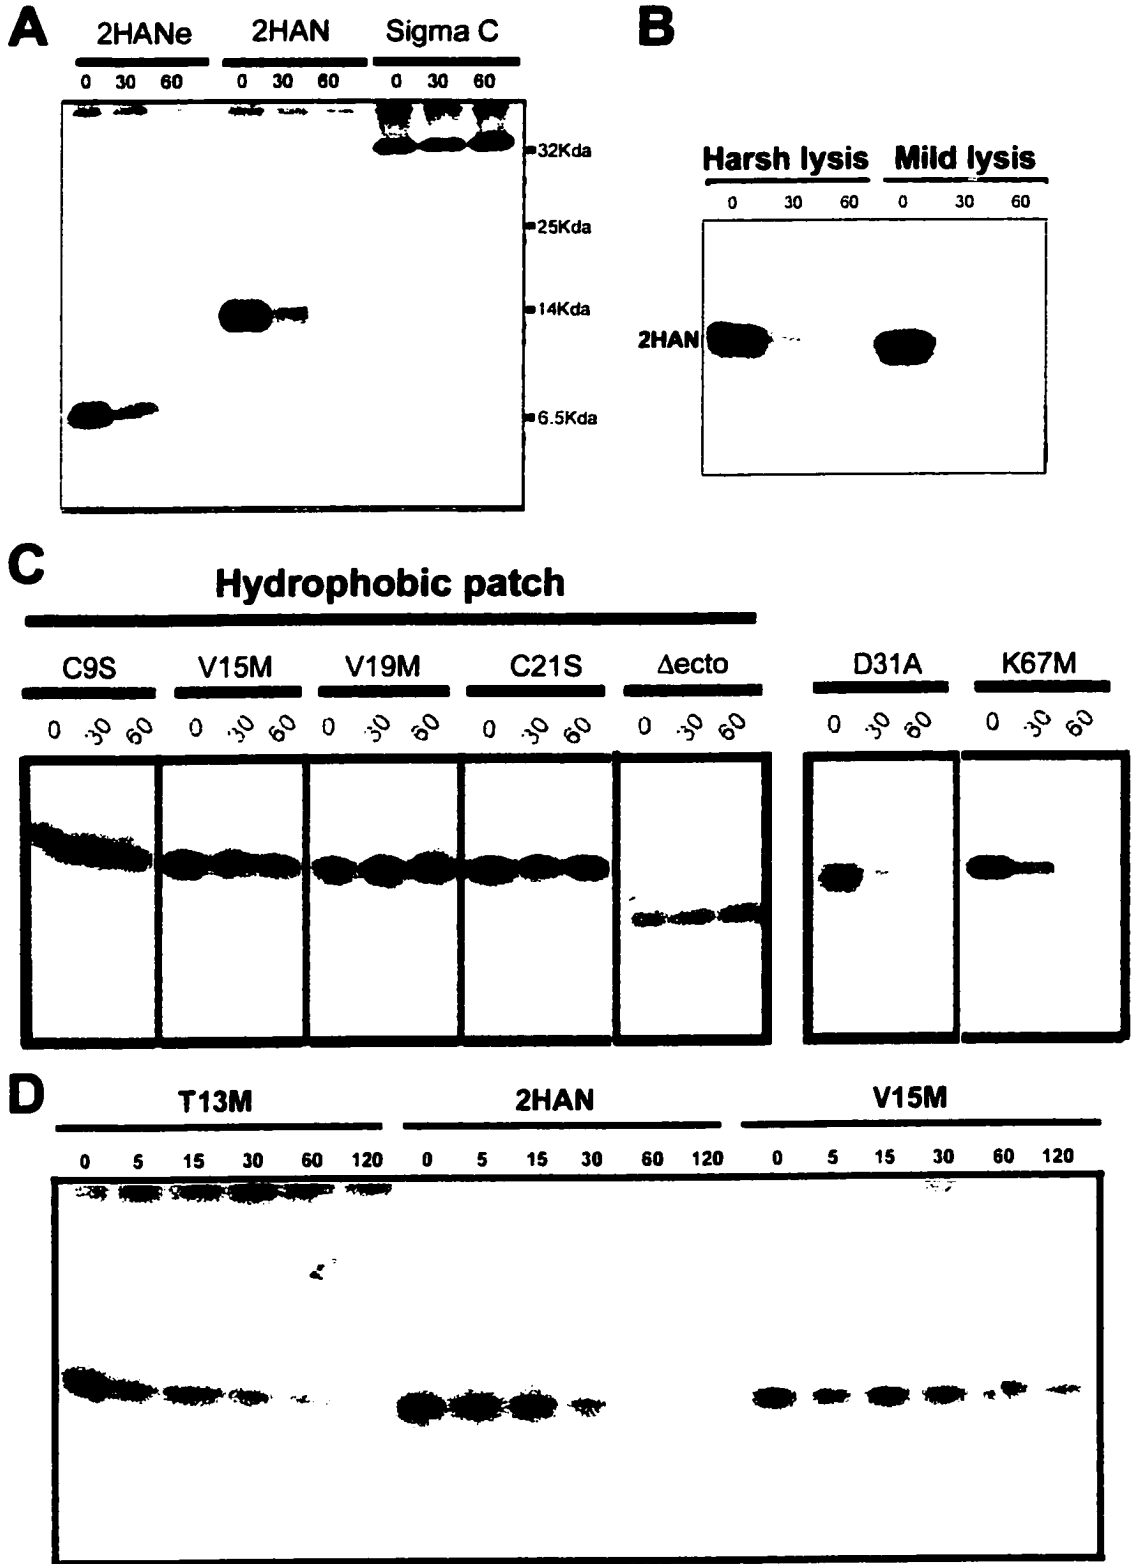 A
2HANe 2HAN Sigma C
0 30 60 0 30 60 0 30 60
32Kda
25Kda
14Kda
6.5Kda
B
Harsh lysis Mild lysis
0 30 60 0 30 60
2HAN
C
Hydrophobic patch
C9S V15M V19M C21S Δecto D31A K67M
0 30 60 0 30 60 0 30 60 0 30 60 0 30 60 0 30 60 0 30 60
D
T13M 2HAN V15M
0 5 15 30 60 120 0 5 15 30 60 120 0 5 15 30 60 120